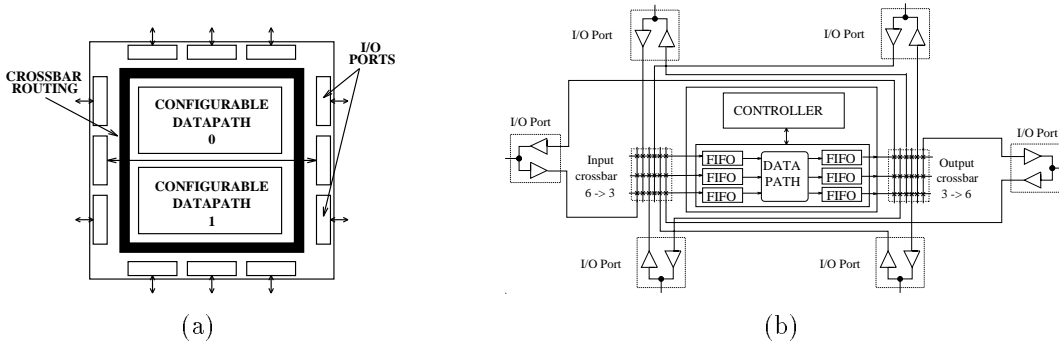 I/O
PORTS
CROSSBAR
ROUTING
CONFIGURABLE
DATAPATH
0
CONFIGURABLE
DATAPATH
1
(a)
I/O Port
I/O Port
I/O Port
I/O Port
CONTROLLER
Input
crossbar
6 -> 3
FIFO
FIFO
FIFO
DATA
PATH
FIFO
FIFO
FIFO
Output
crossbar
3 -> 6
I/O Port
I/O Port
(b)